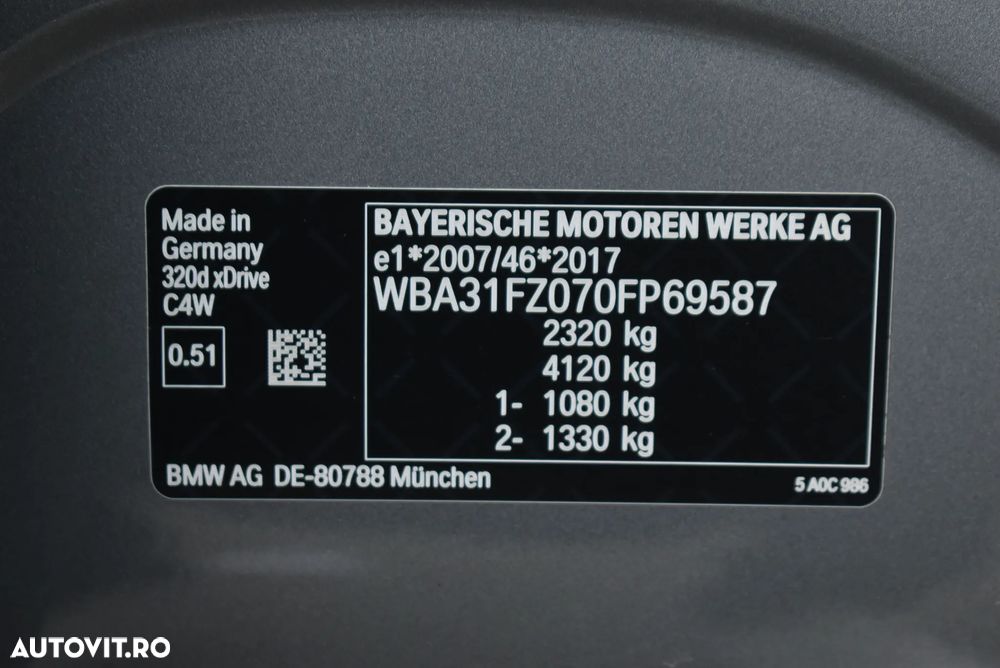 Made in
Germany
320d xDrive
C4W
0.51
BAYERISCHE MOTOREN WERKE AG
e1*2007/46*2017
WBA31FZ070FP69587
2320 kg
4120 kg
1- 1080 kg
2- 1330 kg
BMW AG DE-80788 München
5 A0C 986
AUTOVIT.RO